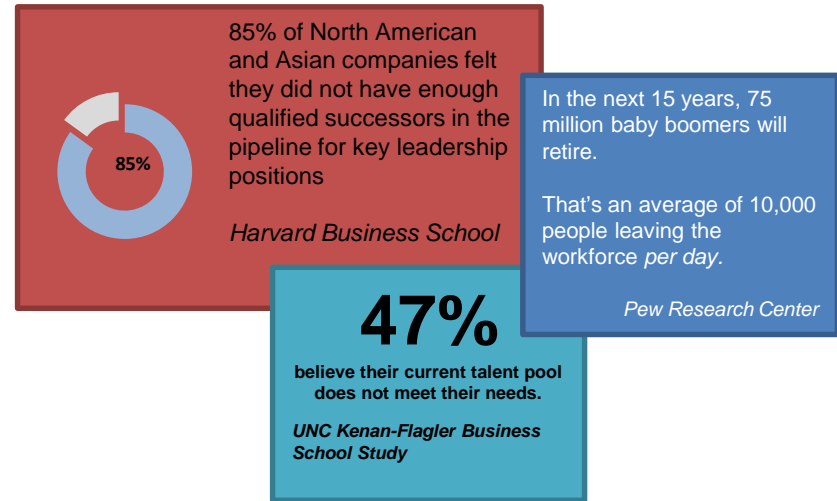 85%
85% of North American
and Asian companies felt
they did not have enough
qualified successors in the
pipeline for key leadership
positions
Harvard Business School
In the next 15 years, 75
million baby boomers will
retire.
That's an average of 10,000
people leaving the
workforce per day.
Pew Research Center
47%
believe their current talent pool
does not meet their needs.
UNC Kenan-Flagler Business
School Study